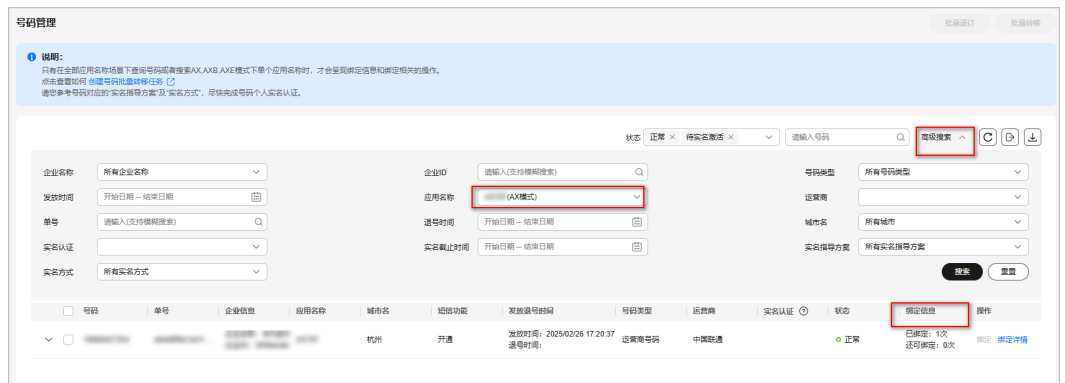 号码管理
批量退订
批量转移
说明：
只有在全部应用名称场景下查询号码或者搜索AX,AXB,AXE模式下单个应用名称时，才会呈现绑定信息和绑定相关的操作。
点击查看如何 创建号码批量转移任务
请您参考号码对应的“实名指导方案”及“实名方式”，尽快完成号码个人实名认证。
状态 正常 × 待实名激活 × 请输入号码 高级搜索
企业名称 所有企业名称 企业ID 请输入(支持模糊搜索) 号码类型 所有号码类型
发放时间 开始日期 – 结束日期 应用名称 (AX模式) 运营商
单号 请输入(支持模糊搜索) 退号时间 开始日期 – 结束日期 城市名 所有城市
实名认证 实名截止时间 开始日期 – 结束日期 实名指导方案 所有实名指导方案
实名方式 所有实名方式 搜索 重置
号码 单号 企业信息 应用名称 城市名 短信功能 发放退号时间 号码类型 运营商 实名认证 状态 绑定信息 操作
杭州 开通 发放时间：2025/02/26 17:20:37 运营商号码 中国联通 正常 已绑定：1次 绑定 绑定详情
退号时间： 还可绑定：0次